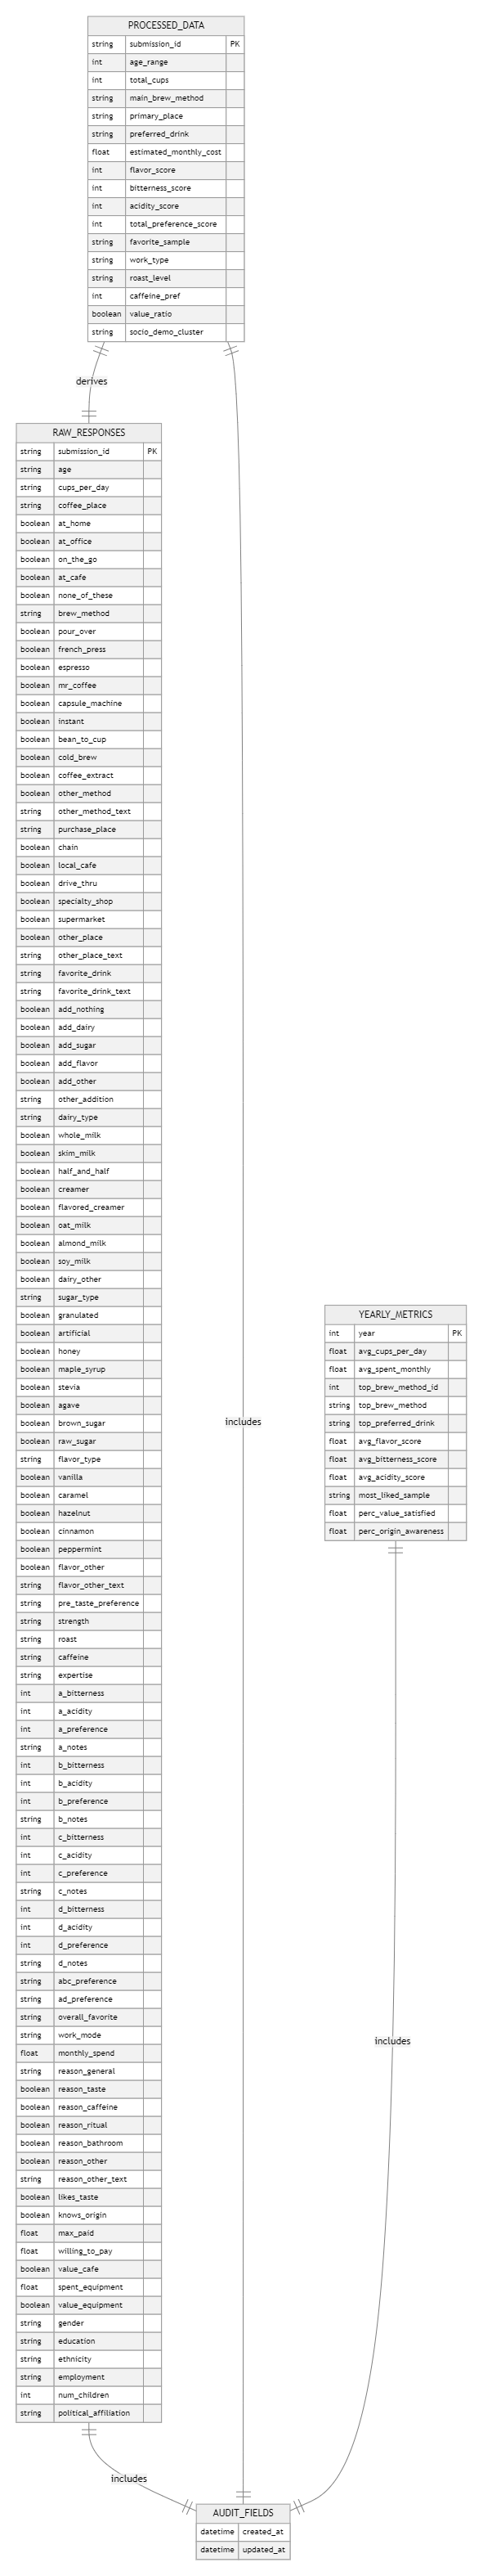 PROCESSED_DATA
string submission_id PK
int age_range
int total_cups
string main_brew_method
string primary_place
string preferred_drink
float estimated_monthly_cost
int flavor_score
int bitterness_score
int acidity_score
int total_preference_score
string favorite_sample
string work_type
string roast_level
int caffeine_pref
boolean value_ratio
string socio_demo_cluster
derives
RAW_RESPONSES
string submission_id PK
string age
string cups_per_day
string coffee_place
boolean at_home
boolean at_office
boolean on_the_go
boolean at_cafe
boolean none_of_these
string brew_method
boolean pour_over
boolean french_press
boolean espresso
boolean mr_coffee
boolean capsule_machine
boolean instant
boolean bean_to_cup
boolean cold_brew
boolean coffee_extract
boolean other_method
string other_method_text
string purchase_place
boolean chain
boolean local_cafe
boolean drive_thru
boolean specialty_shop
boolean supermarket
boolean other_place
string other_place_text
string favorite_drink
string favorite_drink_text
boolean add_nothing
boolean add_dairy
boolean add_sugar
boolean add_flavor
boolean add_other
string other_addition
string dairy_type
boolean whole_milk
boolean skim_milk
boolean half_and_half
boolean creamer
boolean flavored_creamer
boolean oat_milk
boolean almond_milk
boolean soy_milk
boolean dairy_other
string sugar_type
boolean granulated
boolean artificial
boolean honey
boolean maple_syrup
boolean stevia
boolean agave
boolean brown_sugar
boolean raw_sugar
string flavor_type
boolean vanilla
boolean caramel
boolean hazelnut
boolean cinnamon
boolean peppermint
boolean flavor_other
string flavor_other_text
string pre_taste_preference
string strength
string roast
string caffeine
string expertise
int a_bitterness
int a_acidity
int a_preference
string a_notes
int b_bitterness
int b_acidity
int b_preference
string b_notes
int c_bitterness
int c_acidity
int c_preference
string c_notes
int d_bitterness
int d_acidity
int d_preference
string d_notes
string abc_preference
string ad_preference
string overall_favorite
string work_mode
float monthly_spend
string reason_general
boolean reason_taste
boolean reason_caffeine
boolean reason_ritual
boolean reason_bathroom
boolean reason_other
string reason_other_text
boolean likes_taste
boolean knows_origin
float max_paid
float willing_to_pay
boolean value_cafe
float spent_equipment
boolean value_equipment
string gender
string education
string ethnicity
string employment
int num_children
string political_affiliation
includes
YEARLY_METRICS
int year PK
float avg_cups_per_day
float avg_spent_monthly
int top_brew_method_id
string top_brew_method
string top_preferred_drink
float avg_flavor_score
float avg_bitterness_score
float avg_acidity_score
string most_liked_sample
float perc_value_satisfied
float perc_origin_awareness
includes
includes
AUDIT_FIELDS
datetime created_at
datetime updated_at